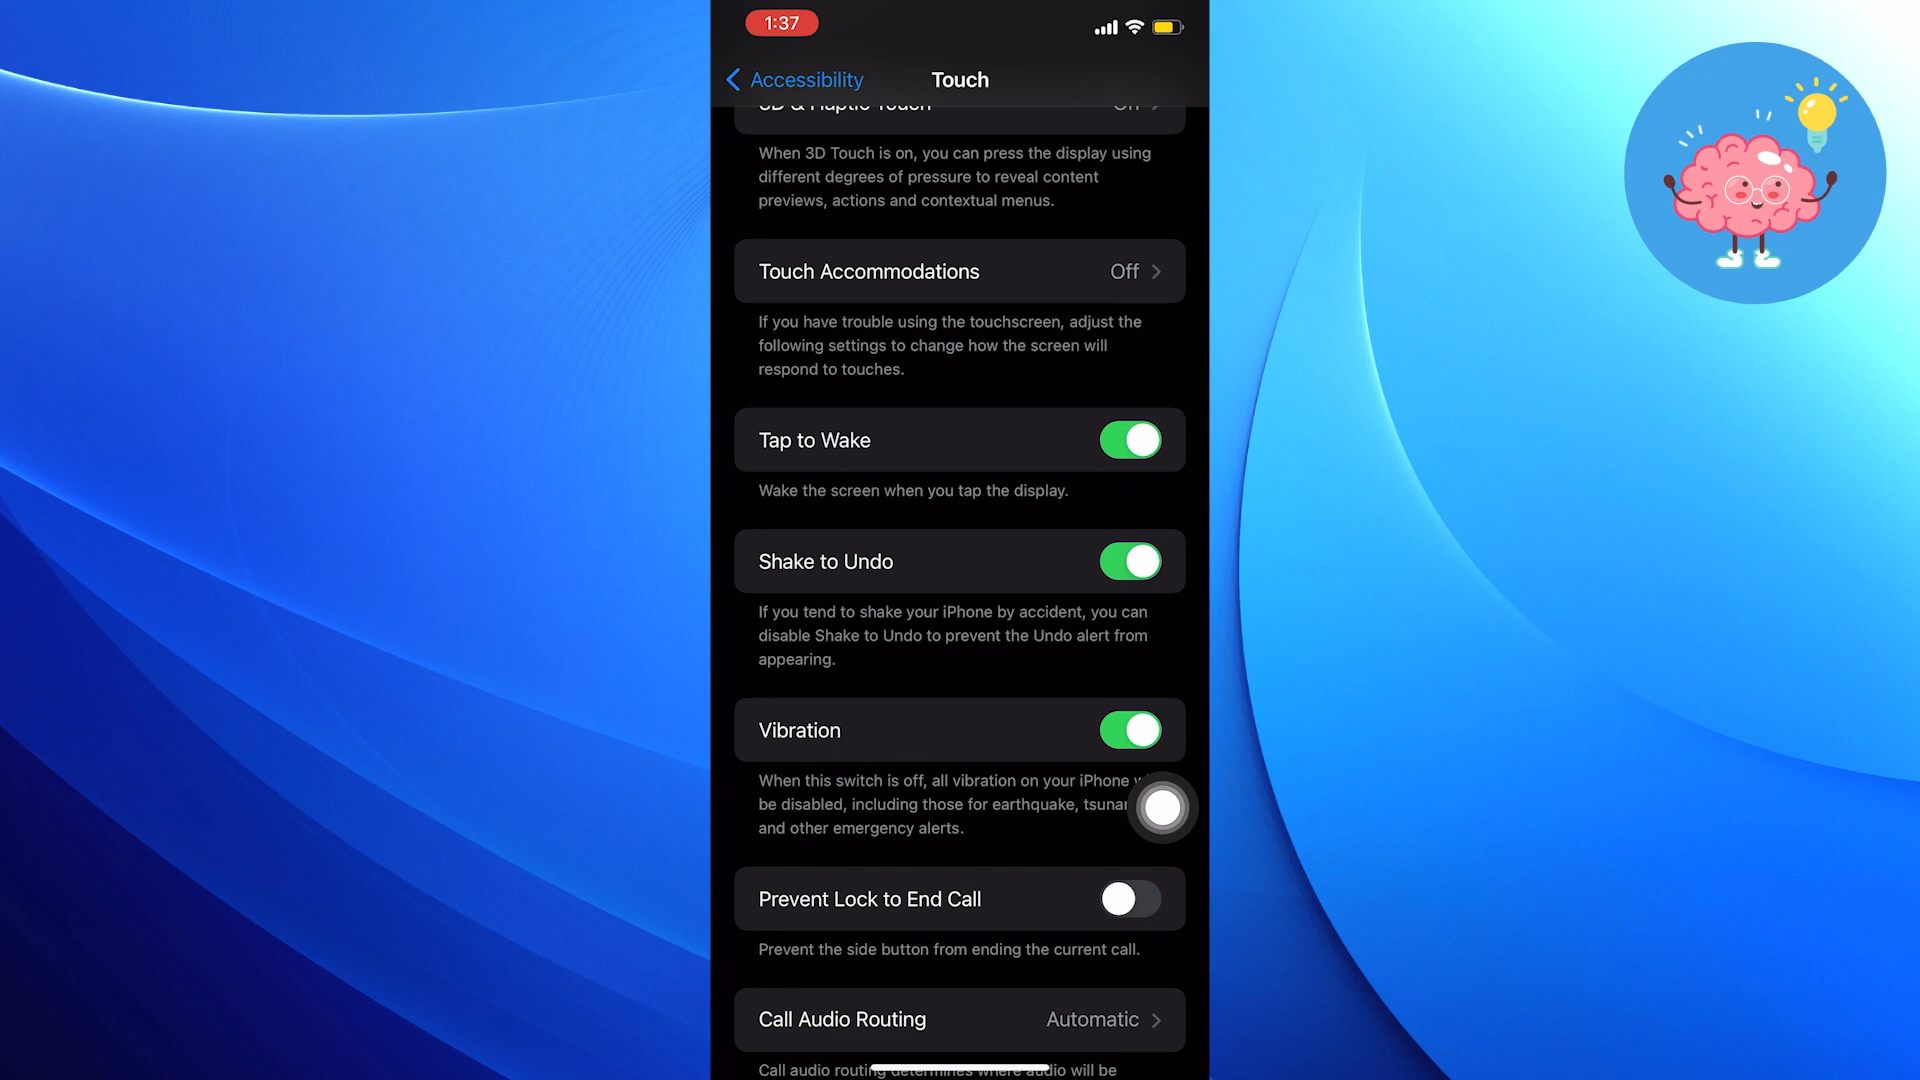 1:37
Accessibility
Touch
3D & Haptic Touch
When 3D Touch is on, you can press the display using
different degrees of pressure to reveal content
previews, actions and contextual menus.
Touch Accommodations Off
If you have trouble using the touchscreen, adjust the
following settings to change how the screen will
respond to touches.
Tap to Wake
Wake the screen when you tap the display.
Shake to Undo
If you tend to shake your iPhone by accident, you can
disable Shake to Undo to prevent the Undo alert from
appearing.
Vibration
When this switch is off, all vibration on your iPhone
be disabled, including those for earthquake,
and other emergency alerts.
Prevent Lock to End Call
Prevent the side button from ending the current call.
Call Audio Routing Automatic
Call audio routing determines where audio will be